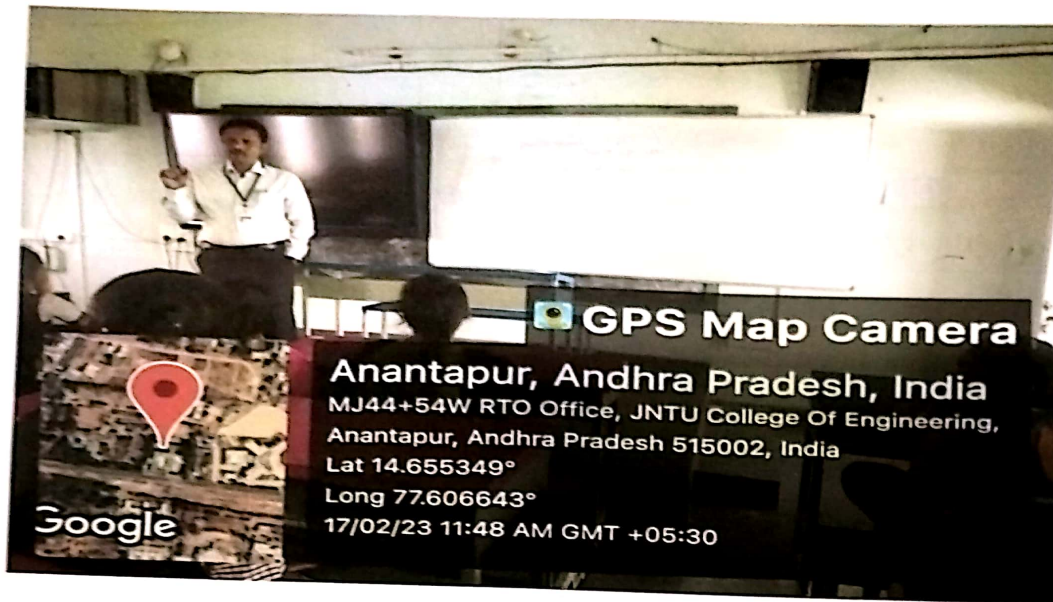 GPS Map Camera
Anantapur, Andhra Pradesh, India
MJ44+54W RTO Office, JNTU College Of Engineering,
Anantapur, Andhra Pradesh 515002, India
Lat 14.655349°
Long 77.606643°
17/02/23 11:48 AM GMT +05:30
Google